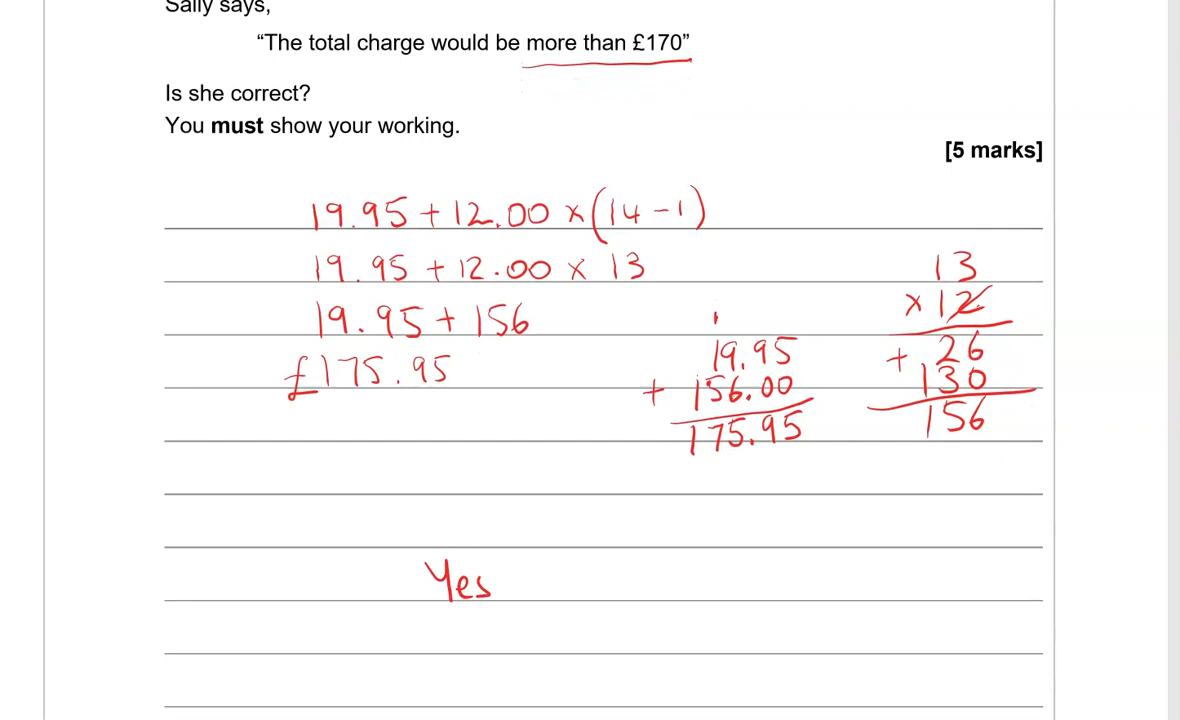 Sally says,
“The total charge would be more than £170”
Is she correct?
You must show your working.
[5 marks]
19.95 + 12.00 × (14 - 1)
19.95 + 12.00 × 13
19.95 + 156
£175.95
1
19.95
+ 156.00
175.95
13
× 12
+ 26
130
156
Yes